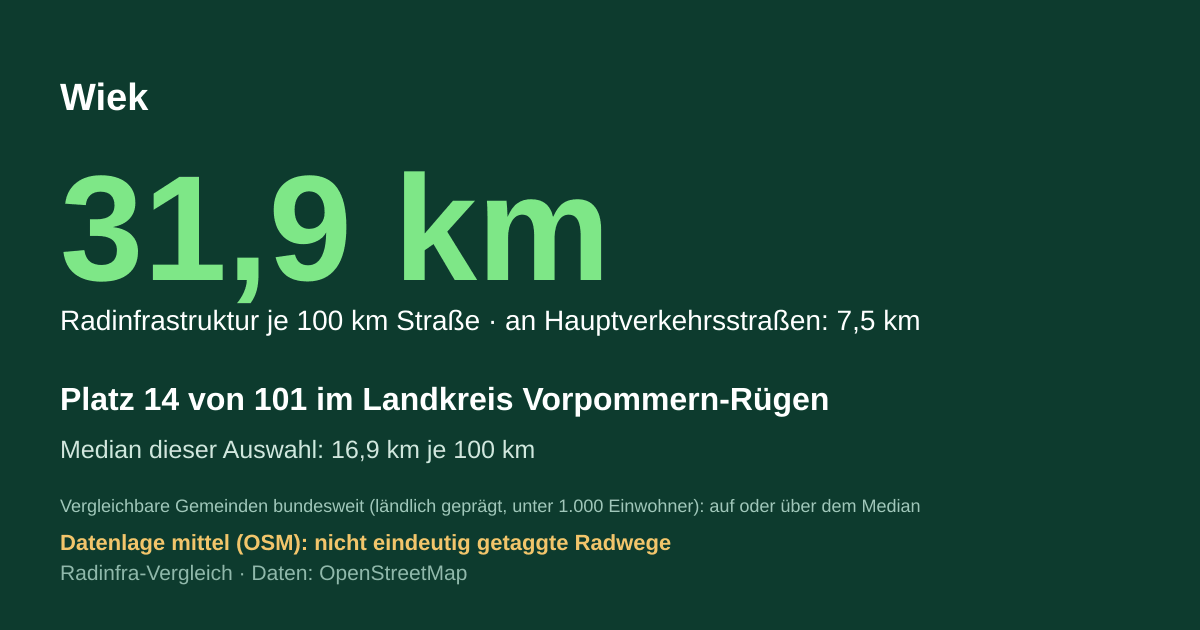 Wiek
31,9 km
Radinfrastruktur je 100 km Straße · an Hauptverkehrsstraßen: 7,5 km
Platz 14 von 101 im Landkreis Vorpommern-Rügen
Median dieser Auswahl: 16,9 km je 100 km
Vergleichbare Gemeinden bundesweit (ländlich geprägt, unter 1.000 Einwohner): auf oder über dem Median
Datenlage mittel (OSM): nicht eindeutig getaggte Radwege
Radinfra-Vergleich · Daten: OpenStreetMap